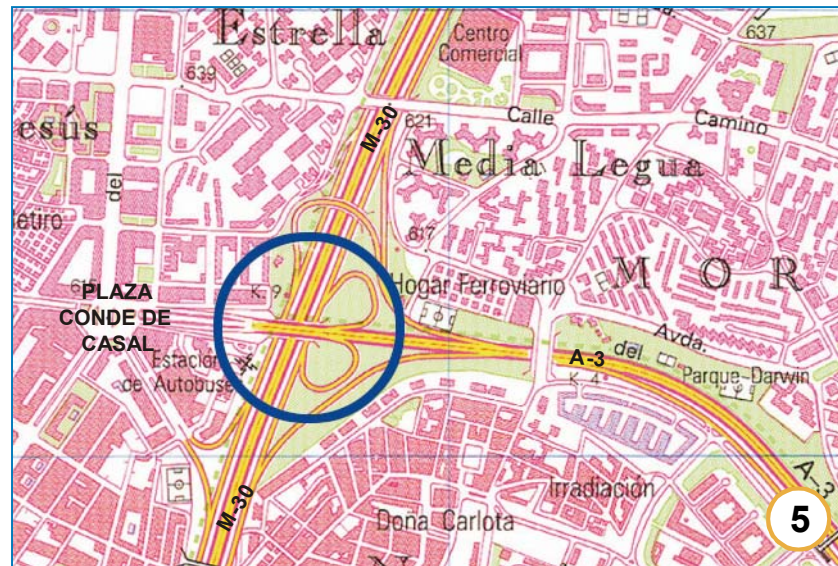 Estrella
Centro
Comercial
637
639
esús
del
M-30
621
Calle
Camino
Media Legua
617
etiro
K. 9
PLAZA
CONDE DE
CASAL
Hogar Ferroviario
M O R
Avda.
del
A-3
K 4
Parque-Darwin
Estación
de Autobuse
Irradiación
M-30
Doña Carlota
A-3
5